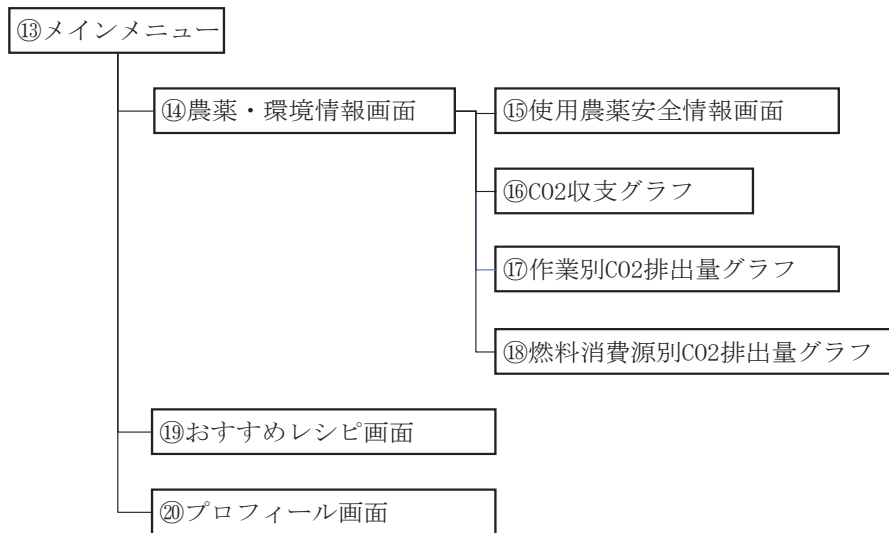 ⑬メインメニュー
⑭農薬・環境情報画面
⑮使用農薬安全情報画面
⑯CO2収支グラフ
⑰作業別CO2排出量グラフ
⑱燃料消費源別CO2排出量グラフ
⑲おすすめレシピ画面
⑳プロフィール画面